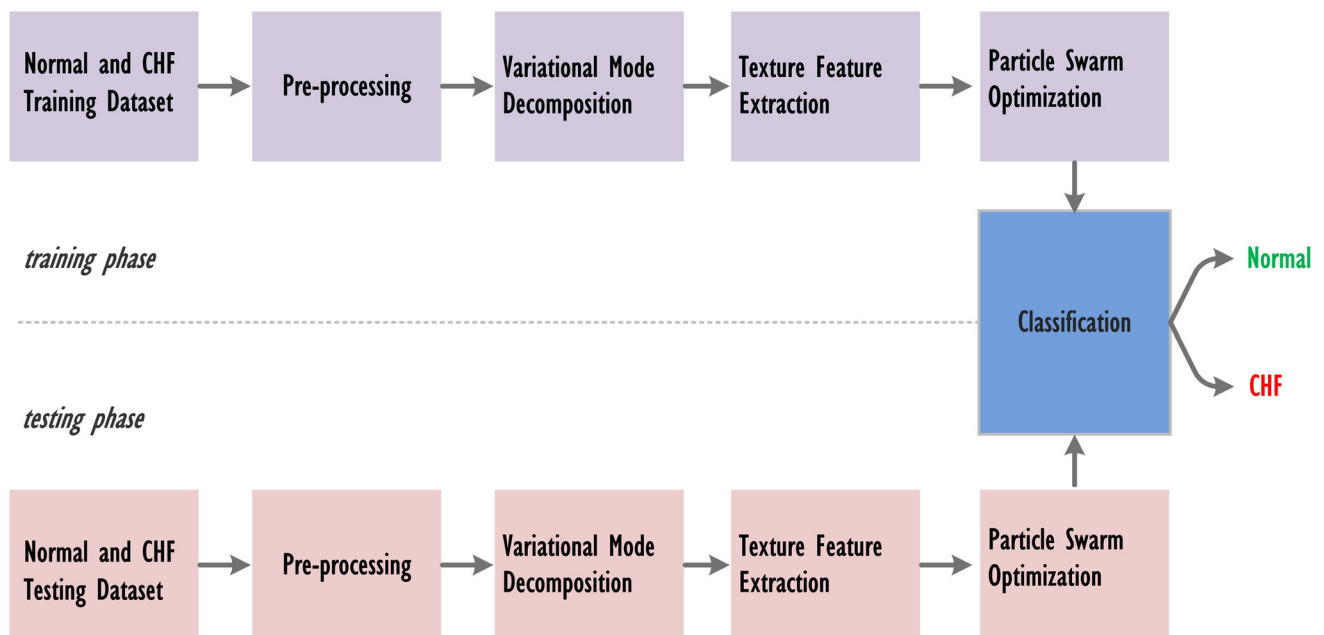 Normal and CHF
Training Dataset
Pre-processing
Variational Mode
Decomposition
Texture Feature
Extraction
Particle Swarm
Optimization
training phase
Classification
Normal
CHF
testing phase
Normal and CHF
Testing Dataset
Pre-processing
Variational Mode
Decomposition
Texture Feature
Extraction
Particle Swarm
Optimization